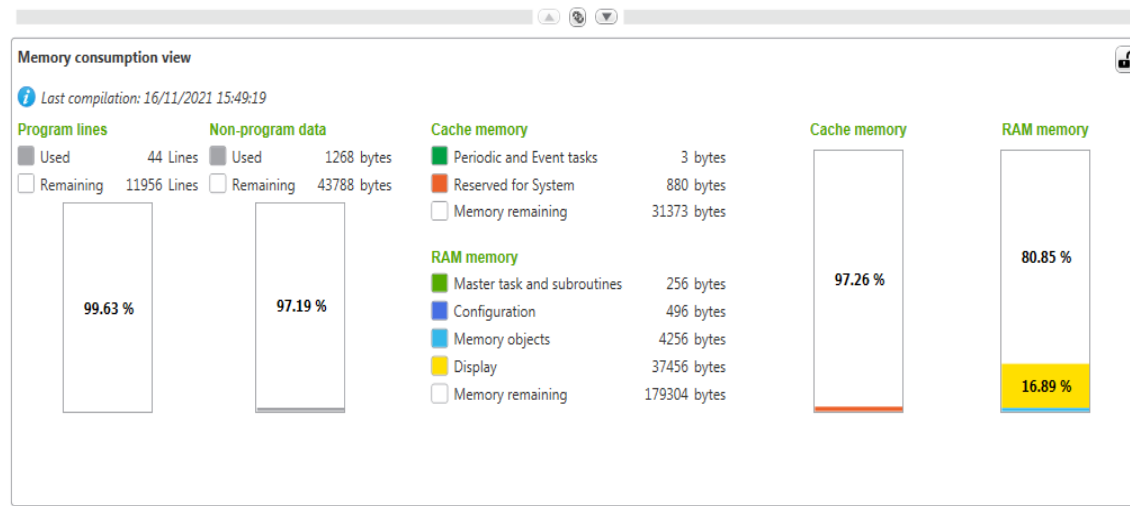 Memory consumption view
Last compilation: 16/11/2021 15:49:19
Program lines
Used 44 Lines
Remaining 11956 Lines
99.63 %
Non-program data
Used 1268 bytes
Remaining 43788 bytes
97.19 %
Cache memory
Periodic and Event tasks 3 bytes
Reserved for System 880 bytes
Memory remaining 31373 bytes
RAM memory
Master task and subroutines 256 bytes
Configuration 496 bytes
Memory objects 4256 bytes
Display 37456 bytes
Memory remaining 179304 bytes
Cache memory
97.26 %
RAM memory
80.85 %
16.89 %